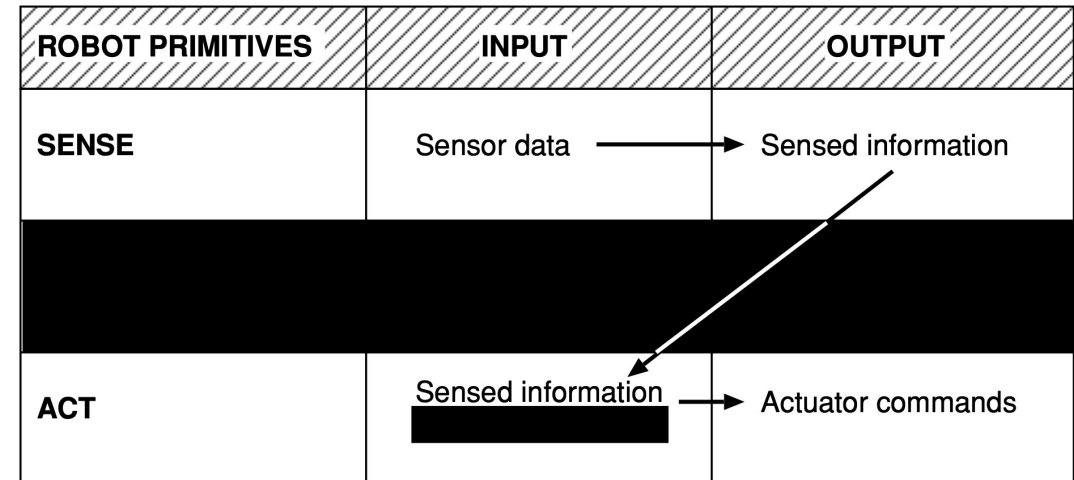 ROBOT PRIMITIVES INPUT OUTPUT
SENSE Sensor data Sensed information
ACT Sensed information Actuator commands